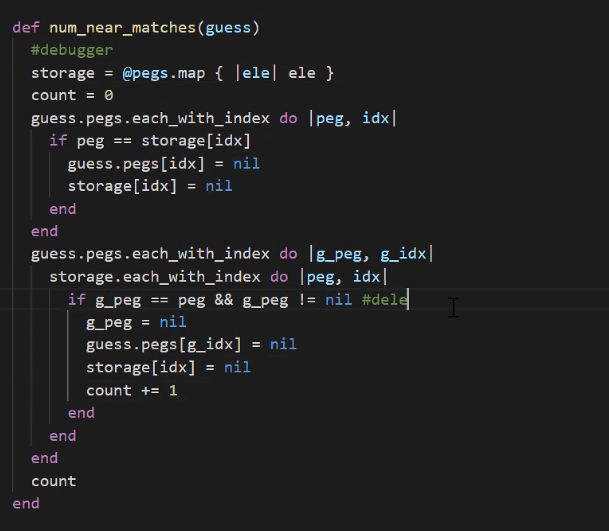 def num_near_matches(guess)
  #debugger
  storage = @pegs.map { |ele| ele }
  count = 0
  guess.pegs.each_with_index do |peg, idx|
    if peg == storage[idx]
      guess.pegs[idx] = nil
      storage[idx] = nil
    end
  end
  guess.pegs.each_with_index do |g_peg, g_idx|
    storage.each_with_index do |peg, idx|
      if g_peg == peg && g_peg != nil #dele
        g_peg = nil
        guess.pegs[g_idx] = nil
        storage[idx] = nil
        count += 1
      end
    end
  end
  count
end